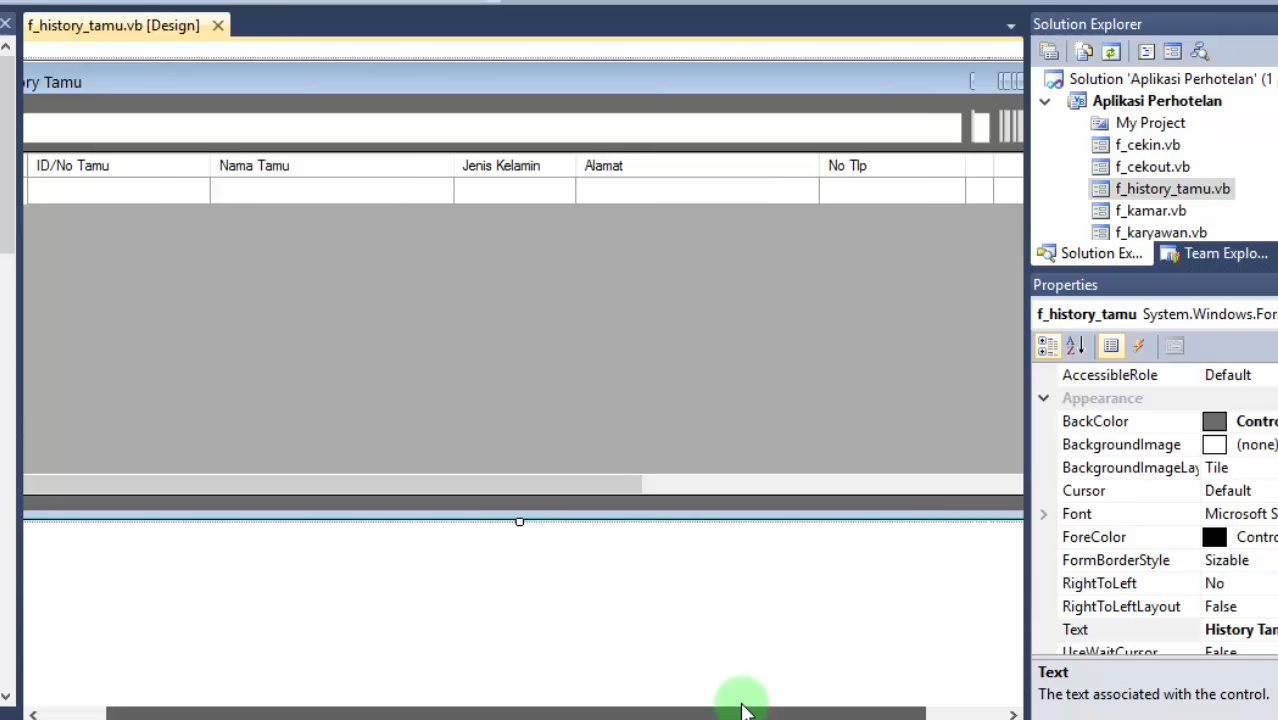 f_history_tamu.vb [Design]
ry Tamu
ID/No Tamu Nama Tamu Jenis Kelamin Alamat No Tlp
Solution Explorer
Solution 'Aplikasi Perhotelan' (1
Aplikasi Perhotelan
My Project
f_cekin.vb
f_cekout.vb
f_history_tamu.vb
f_kamar.vb
f_karyawan.vb
Solution Ex... Team Explo...
Properties
f_history_tamu System.Windows.For
AccessibleRole Default
Appearance
BackColor Contro
BackgroundImage (none)
BackgroundImageLay Tile
Cursor Default
Font Microsoft S
ForeColor Contro
FormBorderStyle Sizable
RightToLeft No
RightToLeftLayout False
Text History Tam
UseWaitCursor False
Text
The text associated with the control.